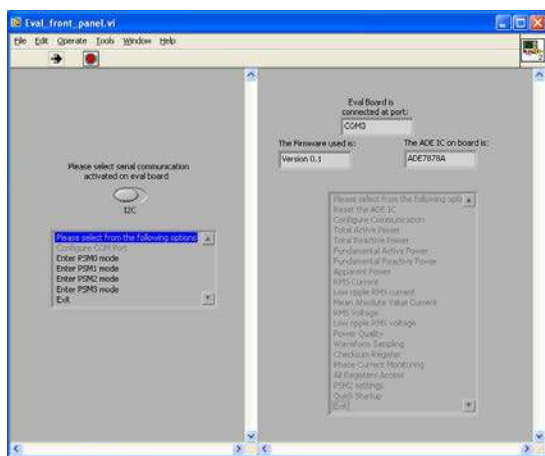 Eval_front_panel.vi
File Edit Operate Tools Window Help
Please select serial communication
activated on eval board
I2C
Please select from the following options
Configure COM Port
Enter PSM0 mode
Enter PSM1 mode
Enter PSM2 mode
Enter PSM3 mode
Exit
Eval Board is
connected at port:
COM3
The Firmware used is:
The ADE IC on board is:
Version 0.1
ADE7878A
Please select from the following opti
Reset the ADE IC
Configure Communication
Total Active Power
Total Reactive Power
Fundamental Active Power
Fundamental Reactive Power
Apparent Power
RMS Current
Low ripple RMS current
Mean Absolute Value Current
RMS Voltage
Low ripple RMS voltage
Power Quality
Waveform Sampling
Checksum Register
Phase Current Monitoring
All Registers Access
PSM2 settings
Quick Startup
Exit